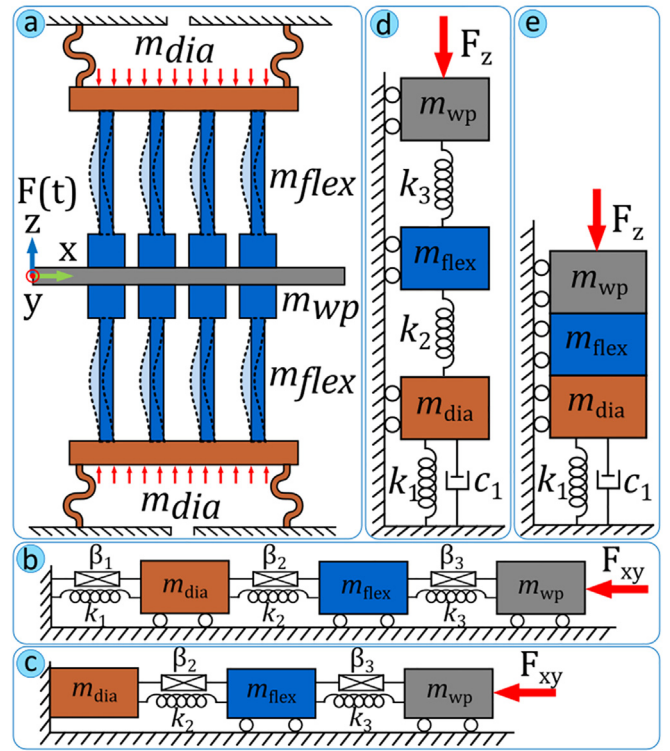 a
m_dia
m_flex
F(t)
z
x
y
m_wp
m_flex
m_dia
d
F_z
m_wp
k_3
m_flex
k_2
m_dia
k_1
c_1
e
F_z
m_wp
m_flex
m_dia
k_1
c_1
b
β_1
β_2
β_3
F_xy
m_dia
m_flex
m_wp
k_1
k_2
k_3
c
β_2
β_3
F_xy
m_dia
m_flex
m_wp
k_2
k_3